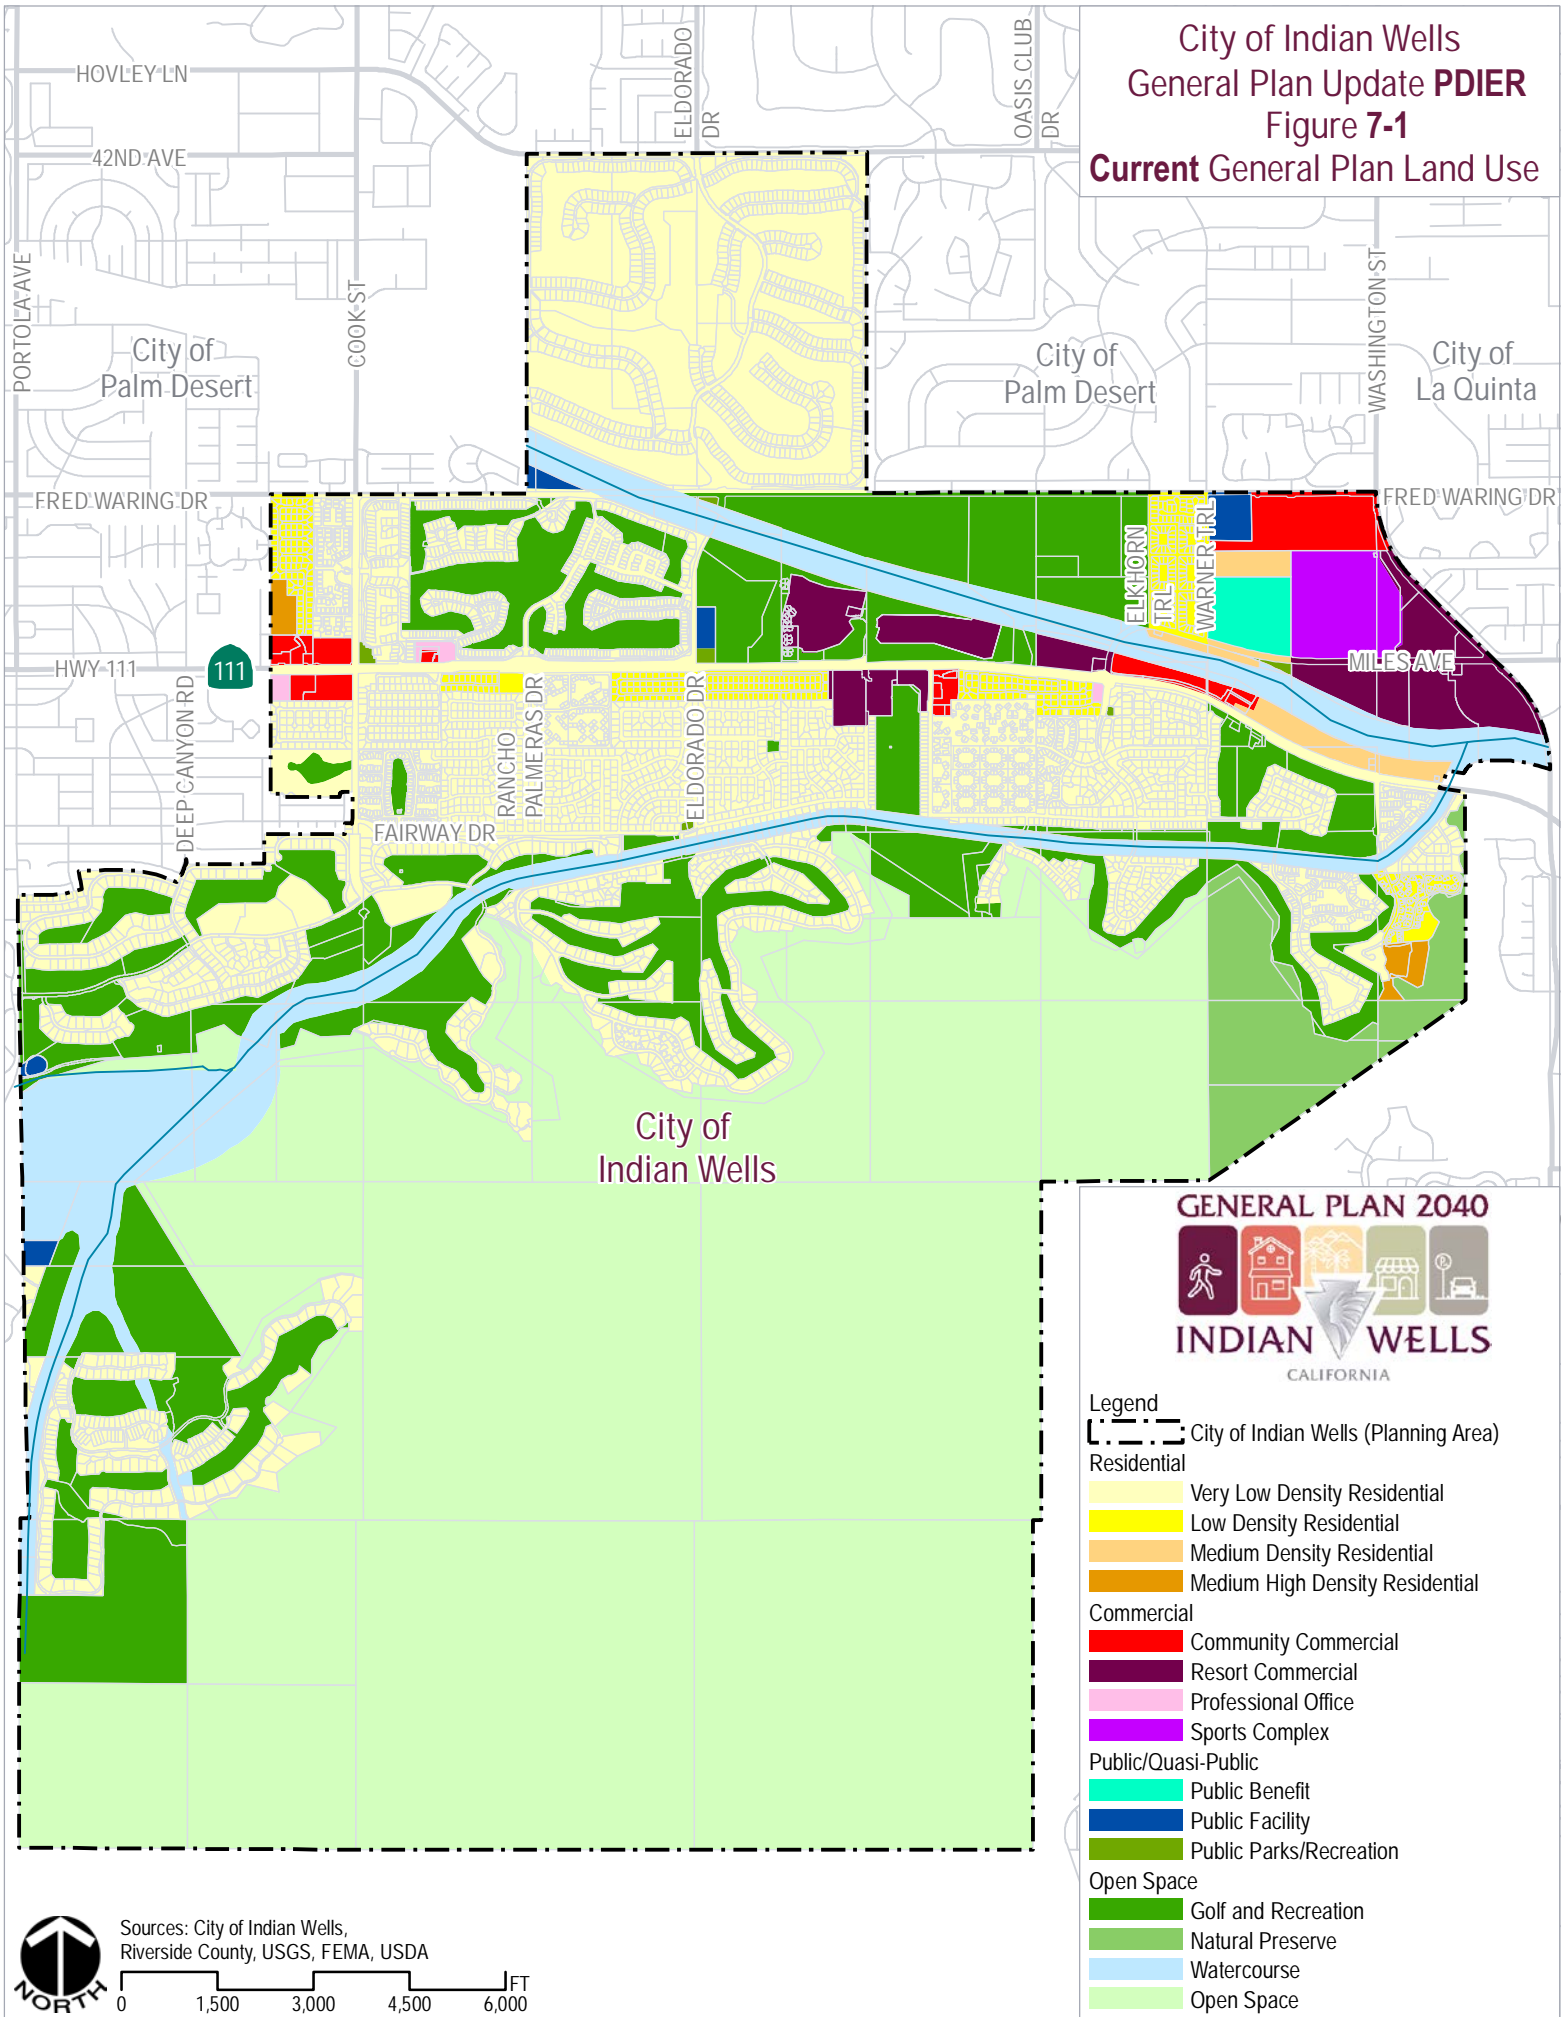 City of Indian Wells
General Plan Update PDIER
Figure 7-1
Current General Plan Land Use
HOVLEY LN
ELDORADO
DR
OASIS CLUB
DR
42ND AVE
PORTOLA AVE
COOK ST
WASHINGTON ST
City of
Palm Desert
City of
Palm Desert
City of
La Quinta
FRED WARING DR
FRED WARING DR
ELKHORN
TRL
WARNER TRL
HWY 111
111
MILES AVE
DEEP CANYON RD
RANCHO
PALMERAS DR
ELDORADO DR
FAIRWAY DR
City of
Indian Wells
GENERAL PLAN 2040
INDIAN WELLS
CALIFORNIA
Legend
City of Indian Wells (Planning Area)
Residential
Very Low Density Residential
Low Density Residential
Medium Density Residential
Medium High Density Residential
Commercial
Community Commercial
Resort Commercial
Professional Office
Sports Complex
Public/Quasi-Public
Public Benefit
Public Facility
Public Parks/Recreation
Open Space
Golf and Recreation
Natural Preserve
Watercourse
Open Space
NORTH
Sources: City of Indian Wells,
Riverside County, USGS, FEMA, USDA
FT
0 1,500 3,000 4,500 6,000